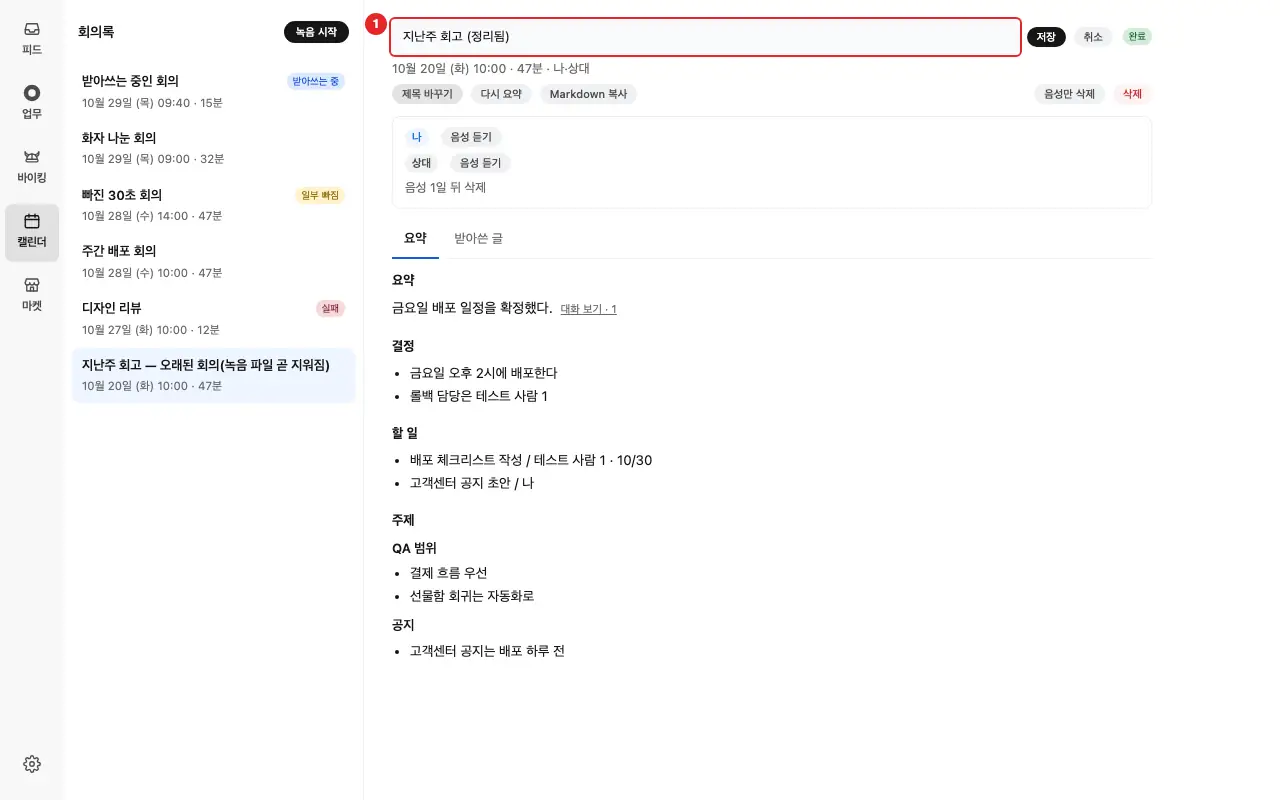 피드
업무
바이킹
캘린더
마켓
회의록
녹음 시작
받아쓰는 중인 회의
받아쓰는 중
10월 29일 (목) 09:40 · 15분
화자 나눈 회의
10월 29일 (목) 09:00 · 32분
빠진 30초 회의
일부 빠짐
10월 28일 (수) 14:00 · 47분
주간 배포 회의
10월 28일 (수) 10:00 · 47분
디자인 리뷰
실패
10월 27일 (화) 10:00 · 12분
지난주 회고 — 오래된 회의(녹음 파일 곧 지워짐)
10월 20일 (화) 10:00 · 47분
1
지난주 회고 (정리됨)
저장
취소
완료
10월 20일 (화) 10:00 · 47분 · 나·상대
제목 바꾸기
다시 요약
Markdown 복사
음성만 삭제
삭제
나
음성 듣기
상대
음성 듣기
음성 1일 뒤 삭제
요약
받아쓴 글
요약
금요일 배포 일정을 확정했다. 대화 보기 · 1
결정
• 금요일 오후 2시에 배포한다
• 롤백 담당은 테스트 사람 1
할 일
• 배포 체크리스트 작성 / 테스트 사람 1 · 10/30
• 고객센터 공지 초안 / 나
주제
QA 범위
• 결제 흐름 우선
• 선물함 회귀는 자동화로
공지
• 고객센터 공지는 배포 하루 전